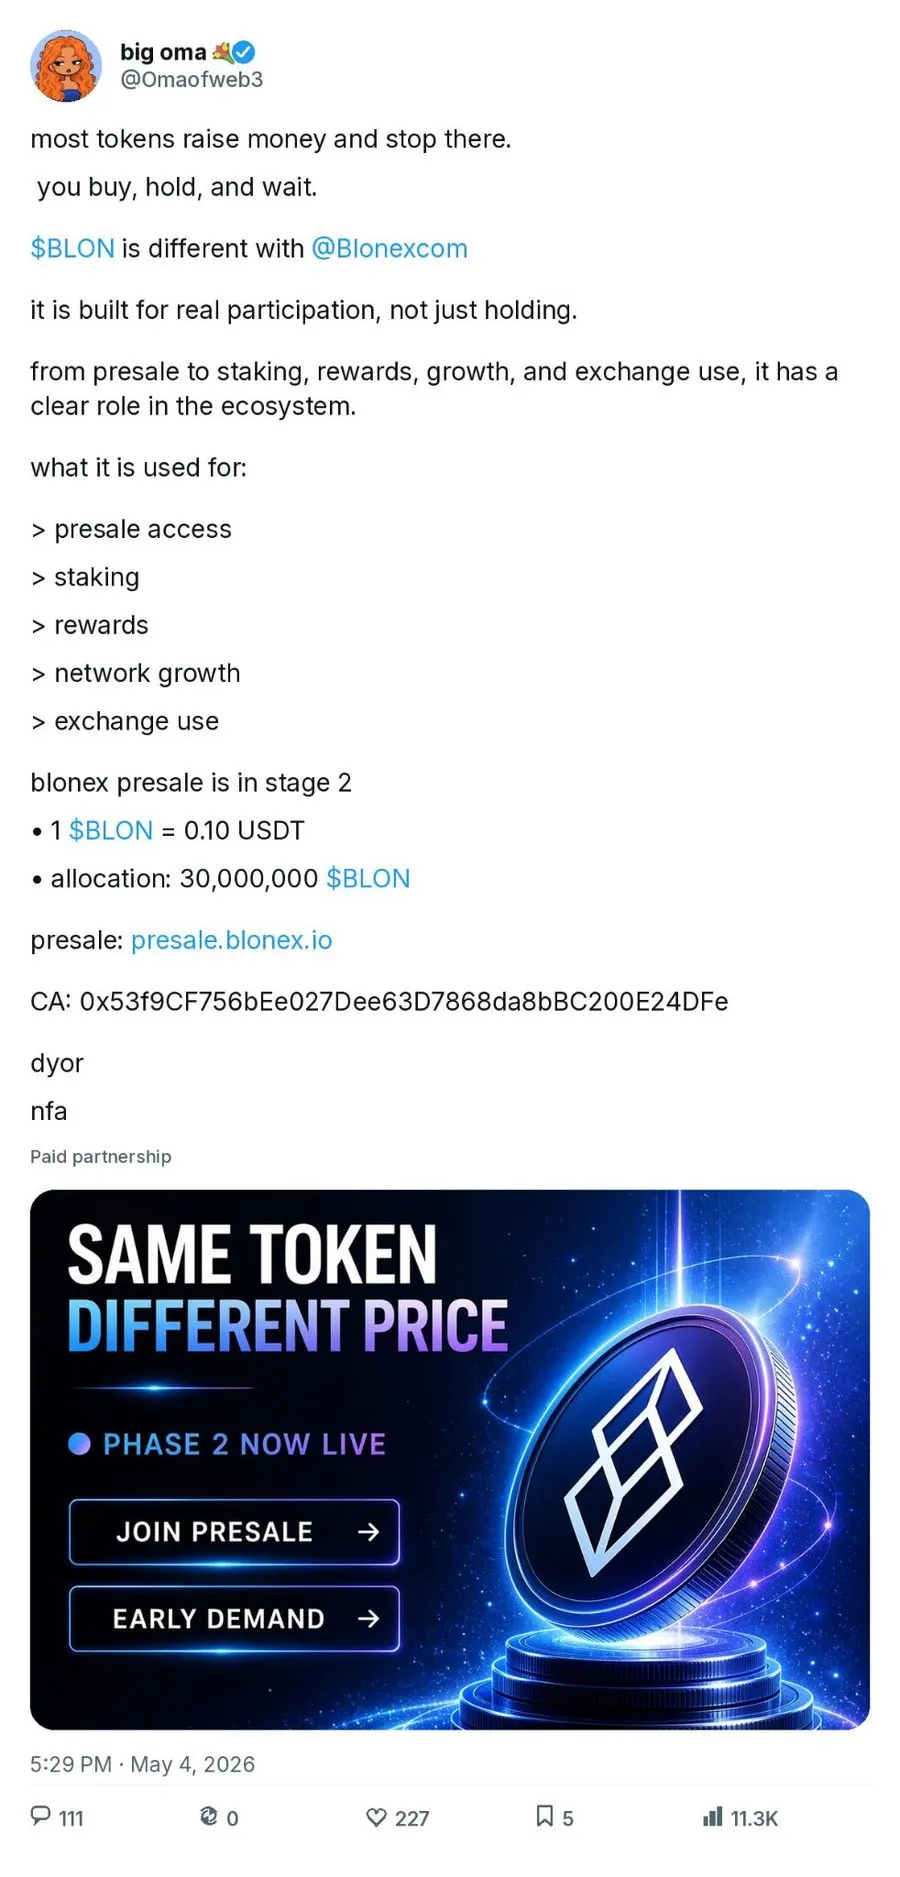 big oma 💐
@Omaofweb3
most tokens raise money and stop there.
you buy, hold, and wait.
$BLON is different with @Blonexcom
it is built for real participation, not just holding.
from presale to staking, rewards, growth, and exchange use, it has a
clear role in the ecosystem.
what it is used for:
> presale access
> staking
> rewards
> network growth
> exchange use
blonex presale is in stage 2
• 1 $BLON = 0.10 USDT
• allocation: 30,000,000 $BLON
presale: presale.blonex.io
CA: 0x53f9CF756bEe027Dee63D7868da8bBC200E24DFe
dyor
nfa
Paid partnership
SAME TOKEN
DIFFERENT PRICE
PHASE 2 NOW LIVE
JOIN PRESALE →
EARLY DEMAND →
5:29 PM · May 4, 2026
111 0 227 5 11.3K